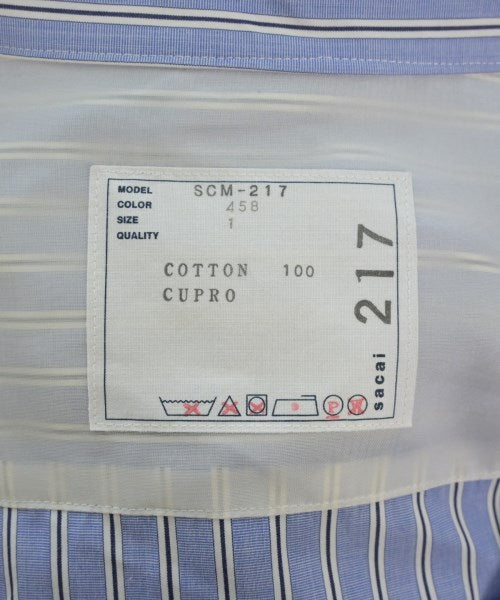 MODEL SCM-217
COLOR 458
SIZE 1
QUALITY
COTTON 100
CUPRO
217
sacai
P
W